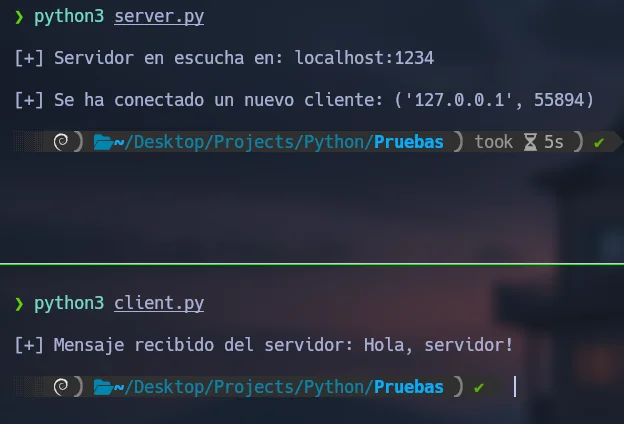 ❯ python3 server.py
[+] Servidor en escucha en: localhost:1234
[+] Se ha conectado un nuevo cliente: ('127.0.0.1', 55894)
~/Desktop/Projects/Python/Pruebas ) took 5s ) ✔
❯ python3 client.py
[+] Mensaje recibido del servidor: Hola, servidor!
~/Desktop/Projects/Python/Pruebas ) ✔